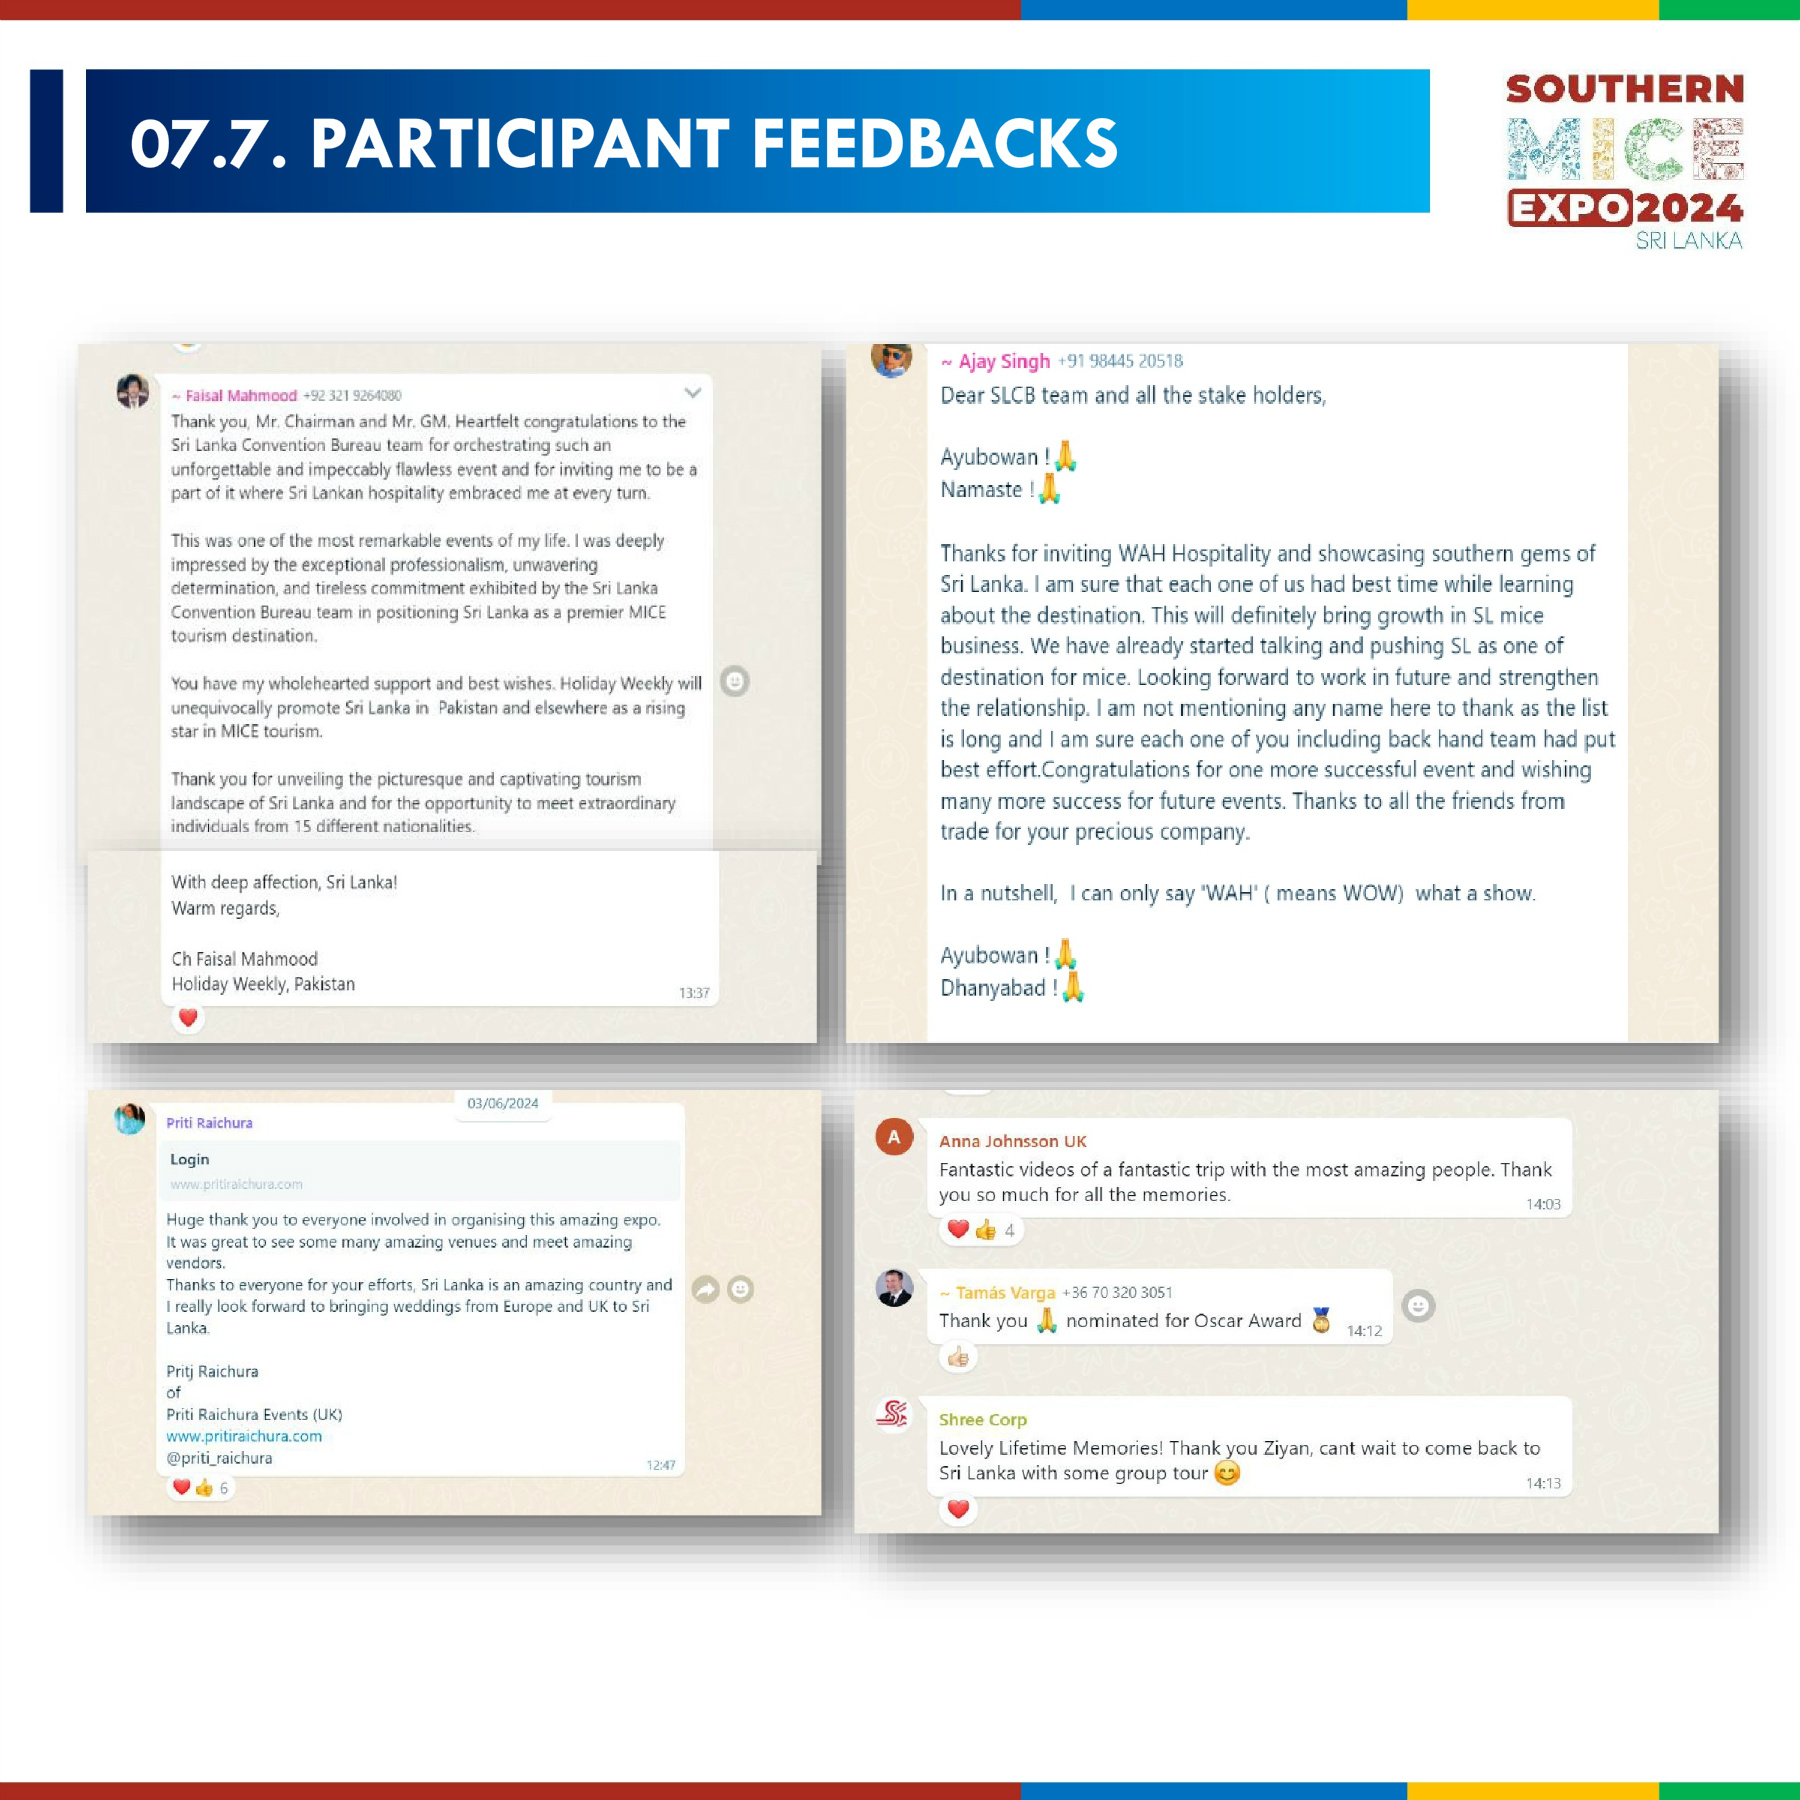 07.7. PARTICIPANT FEEDBACKS
SOUTHERN
MICE
EXPO 2024
SRI LANKA
~ Faisal Mahmood +92 321 9264080
Thank you, Mr. Chairman and Mr. GM. Heartfelt congratulations to the
Sri Lanka Convention Bureau team for orchestrating such an
unforgettable and impeccably flawless event and for inviting me to be a
part of it where Sri Lankan hospitality embraced me at every turn.
This was one of the most remarkable events of my life. I was deeply
impressed by the exceptional professionalism, unwavering
determination, and tireless commitment exhibited by the Sri Lanka
Convention Bureau team in positioning Sri Lanka as a premier MICE
tourism destination.
You have my wholehearted support and best wishes. Holiday Weekly will
unequivocally promote Sri Lanka in Pakistan and elsewhere as a rising
star in MICE tourism.
Thank you for unveiling the picturesque and captivating tourism
landscape of Sri Lanka and for the opportunity to meet extraordinary
individuals from 15 different nationalities.
With deep affection, Sri Lanka!
Warm regards,
Ch Faisal Mahmood
Holiday Weekly, Pakistan
13:37
~ Ajay Singh +91 98445 20518
Dear SLCB team and all the stake holders,
Ayubowan !🙏
Namaste !🙏
Thanks for inviting WAH Hospitality and showcasing southern gems of
Sri Lanka. I am sure that each one of us had best time while learning
about the destination. This will definitely bring growth in SL mice
business. We have already started talking and pushing SL as one of
destination for mice. Looking forward to work in future and strengthen
the relationship. I am not mentioning any name here to thank as the list
is long and I am sure each one of you including back hand team had put
best effort.Congratulations for one more successful event and wishing
many more success for future events. Thanks to all the friends from
trade for your precious company.
In a nutshell, I can only say 'WAH' ( means WOW) what a show.
Ayubowan !🙏
Dhanyabad !🙏
03/06/2024
Priti Raichura
Login
www.pritiraichura.com
Huge thank you to everyone involved in organising this amazing expo.
It was great to see some many amazing venues and meet amazing
vendors.
Thanks to everyone for your efforts, Sri Lanka is an amazing country and
I really look forward to bringing weddings from Europe and UK to Sri
Lanka.
Pritj Raichura
of
Priti Raichura Events (UK)
www.pritiraichura.com
@priti_raichura
12:47
❤️👍 6
A
Anna Johnsson UK
Fantastic videos of a fantastic trip with the most amazing people. Thank
you so much for all the memories.
14:03
❤️👍 4
~ Tamás Varga +36 70 320 3051
Thank you 🙏 nominated for Oscar Award 🏅
14:12
Shree Corp
Lovely Lifetime Memories! Thank you Ziyan, cant wait to come back to
Sri Lanka with some group tour 😊
14:13